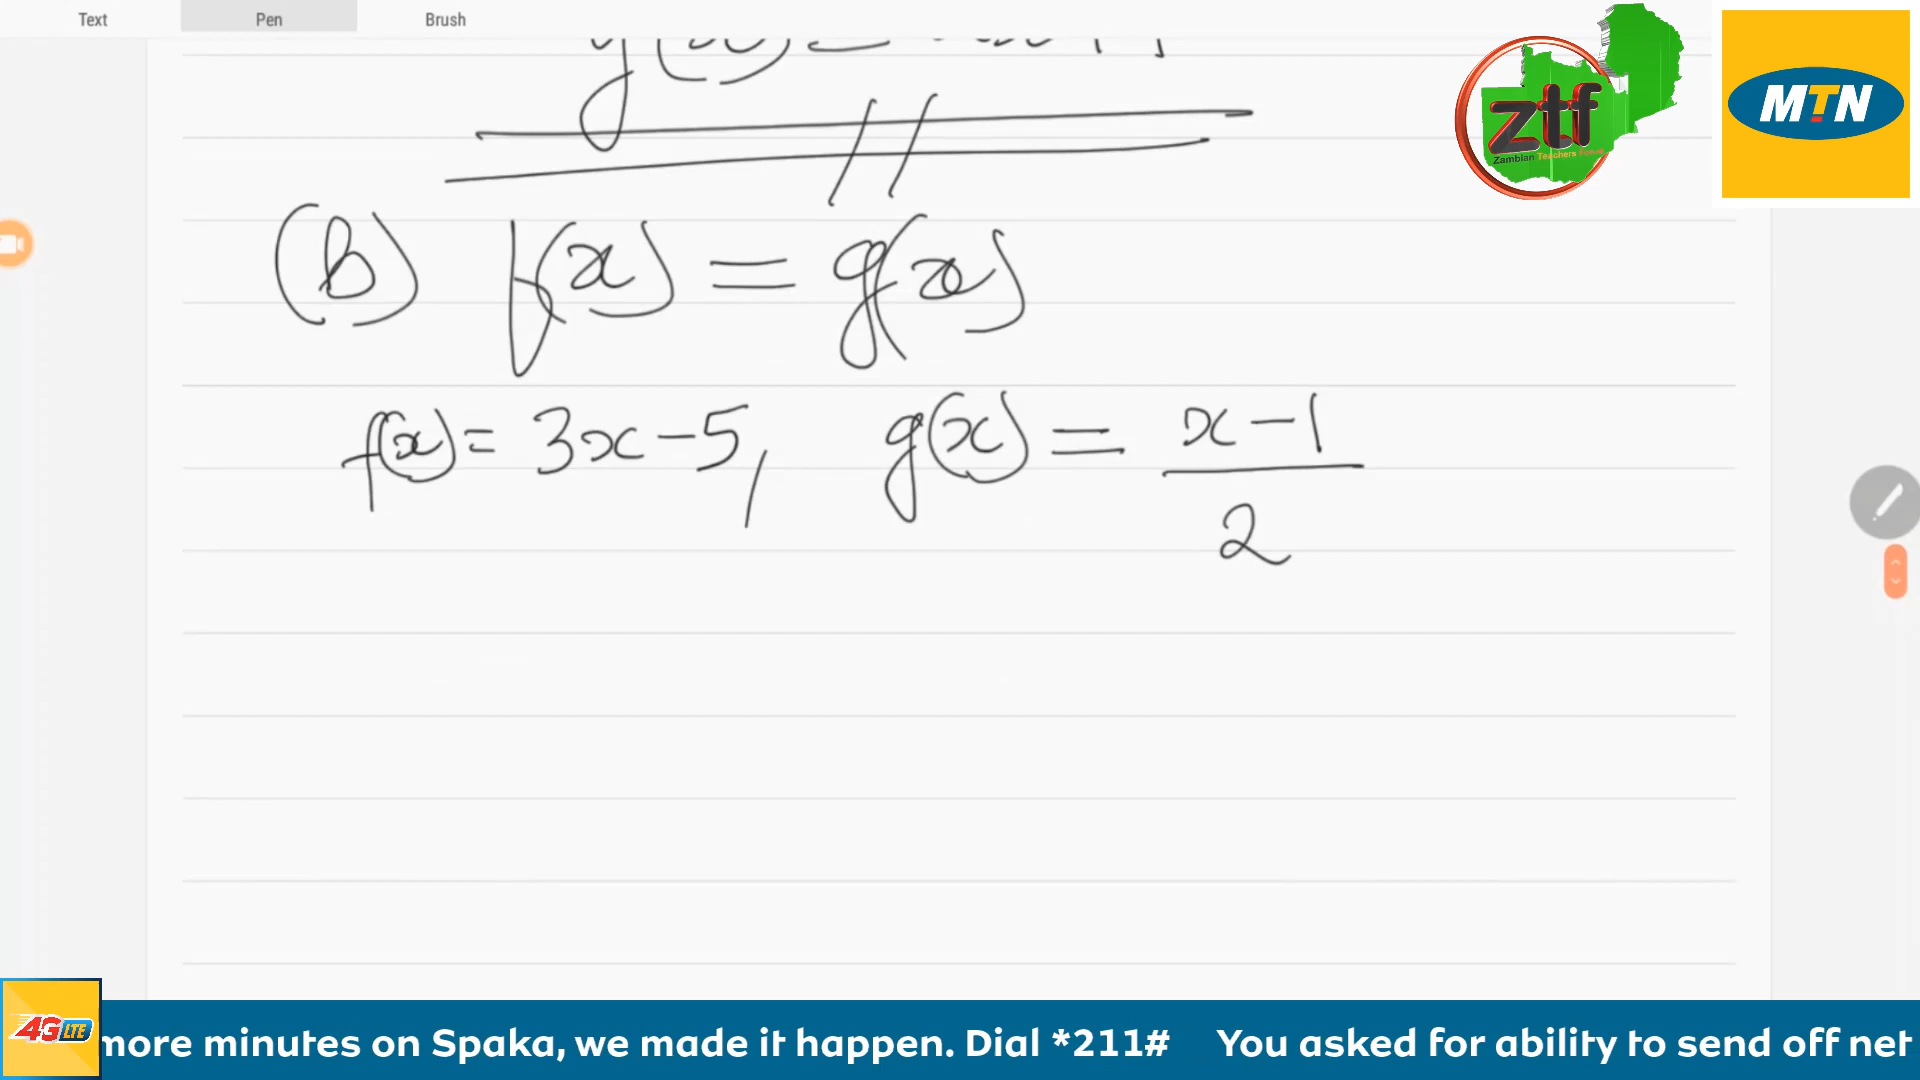 Text Pen Brush
ztf
Zambian Teachers Forum
MTN
(b) f(x) = g(x)
f(x) = 3x - 5, g(x) = x - 1
2
4G LTE
more minutes on Spaka, we made it happen. Dial *211# You asked for ability to send off net